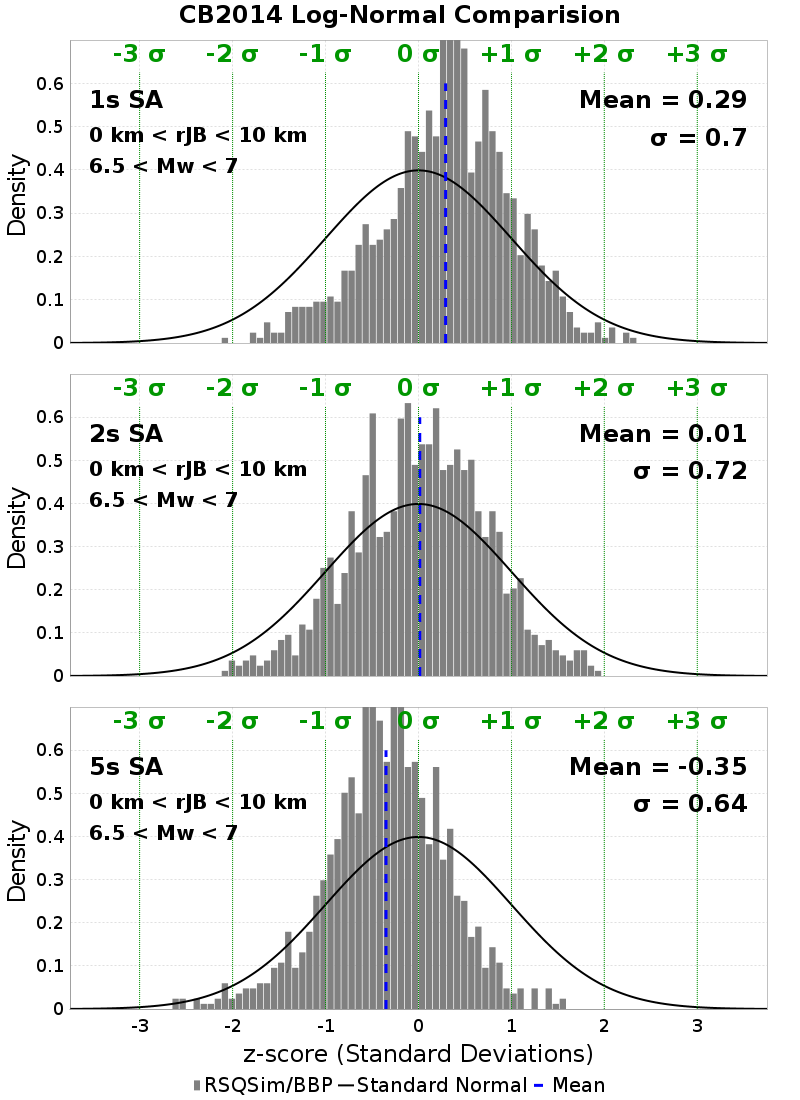 CB2014 Log-Normal Comparision
-3 σ -2 σ -1 σ 0 σ +1 σ +2 σ +3 σ
0.6
1s SA
Mean = 0.29
0.5
0 km < rJB < 10 km
σ = 0.7
6.5 < Mw < 7
0.4
0.3
0.2
0.1
0
Density
-3 σ -2 σ -1 σ 0 σ +1 σ +2 σ +3 σ
0.6
2s SA
Mean = 0.01
0.5
0 km < rJB < 10 km
σ = 0.72
6.5 < Mw < 7
0.4
0.3
0.2
0.1
0
Density
-3 σ -2 σ -1 σ 0 σ +1 σ +2 σ +3 σ
0.6
5s SA
Mean = -0.35
0.5
0 km < rJB < 10 km
σ = 0.64
6.5 < Mw < 7
0.4
0.3
0.2
0.1
0
Density
-3 -2 -1 0 1 2 3
z-score (Standard Deviations)
RSQSim/BBP Standard Normal Mean